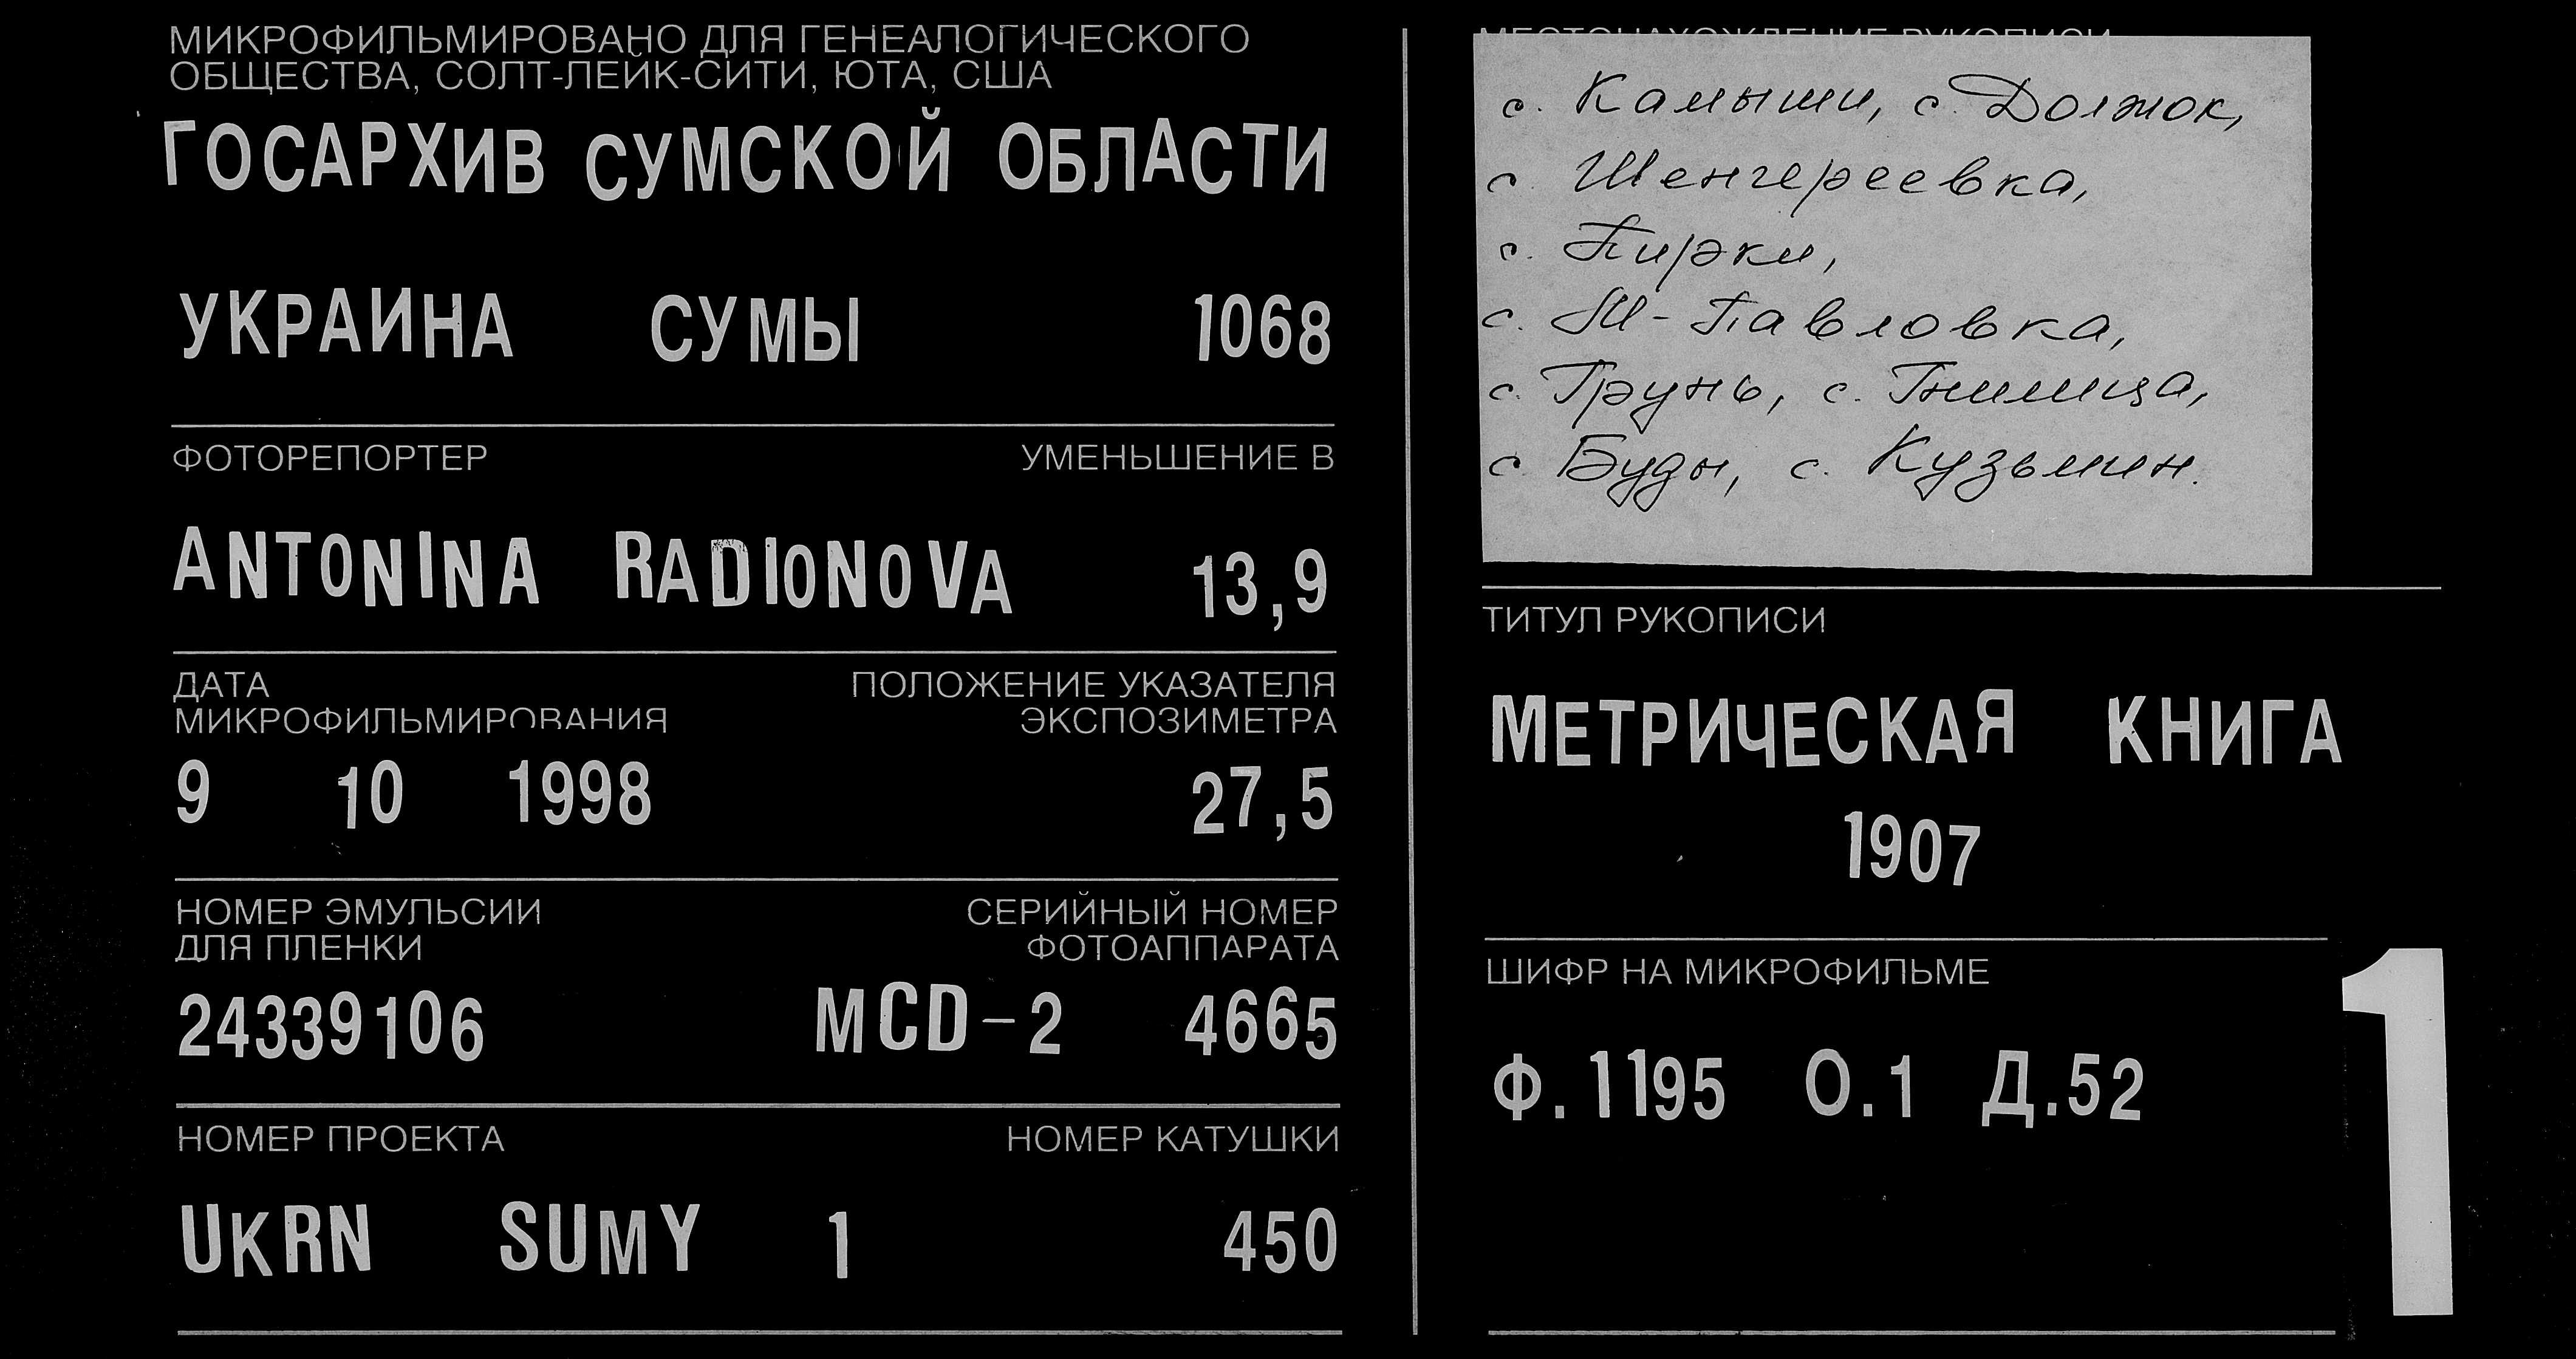 МИКРОФИЛЬМИРОВАНО ДЛЯ ГЕНЕАЛОГИЧЕСКОГО
ОБЩЕСТВА, СОЛТ-ЛЕЙК-СИТИ, ЮТА, США
ГОСАРХИВ СУМСКОЙ ОБЛАСТИ
УКРАИНА СУМЫ 1068
ФОТОРЕПОРТЕР УМЕНЬШЕНИЕ В
ANTONINA RADIONOVA 13,9
ДАТА ПОЛОЖЕНИЕ УКАЗАТЕЛЯ
МИКРОФИЛЬМИРОВАНИЯ ЭКСПОЗИМЕТРА
9 10 1998 27,5
НОМЕР ЭМУЛЬСИИ СЕРИЙНЫЙ НОМЕР
ДЛЯ ПЛЕНКИ ФОТОАППАРАТА
24339106 MCD-2 4665
НОМЕР ПРОЕКТА НОМЕР КАТУШКИ
UKRN SUMY 1 450
МЕСТОНАХОЖДЕНИЕ РУКОПИСИ
с. Камыши, с. Должок,
с. Шенгереевка,
с. Пирки,
с. М-Павловка,
с. Грунь, с. Гнилица,
с. Буды, с. Кузьмин.
ТИТУЛ РУКОПИСИ
МЕТРИЧЕСКАЯ КНИГА
1907
ШИФР НА МИКРОФИЛЬМЕ
Ф.1195 О.1 Д.52
1